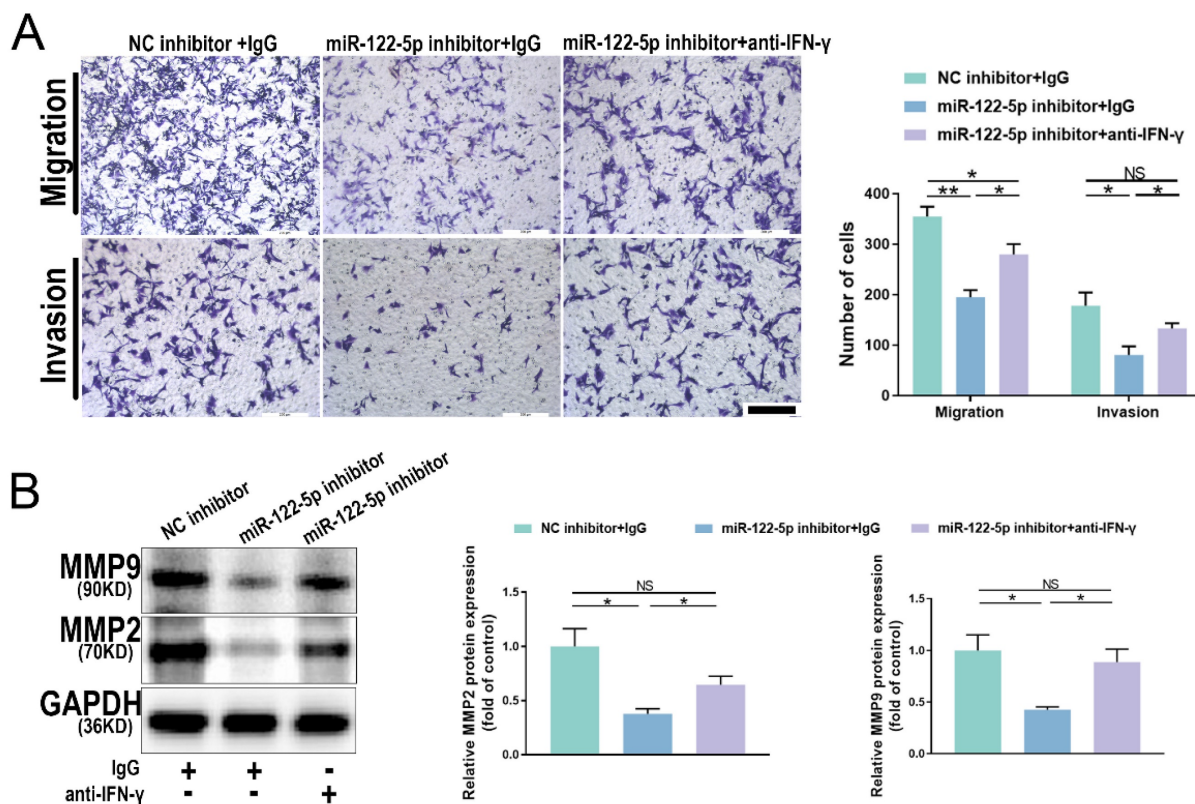 A
NC inhibitor +IgG
miR-122-5p inhibitor+IgG
miR-122-5p inhibitor+anti-IFN-γ
Migration
Invasion
NC inhibitor+IgG
miR-122-5p inhibitor+IgG
miR-122-5p inhibitor+anti-IFN-γ
Number of cells
400
300
200
100
0
*
** *
NS
* *
Migration
Invasion
B
NC inhibitor
miR-122-5p inhibitor
miR-122-5p inhibitor
MMP9
(90KD)
MMP2
(70KD)
GAPDH
(36KD)
IgG + + -
anti-IFN-γ - - +
NC inhibitor+IgG
miR-122-5p inhibitor+IgG
miR-122-5p inhibitor+anti-IFN-γ
Relative MMP2 protein expression
(fold of control)
1.5
1.0
0.5
0.0
NS
* *
Relative MMP9 protein expression
(fold of control)
1.5
1.0
0.5
0.0
NS
* *